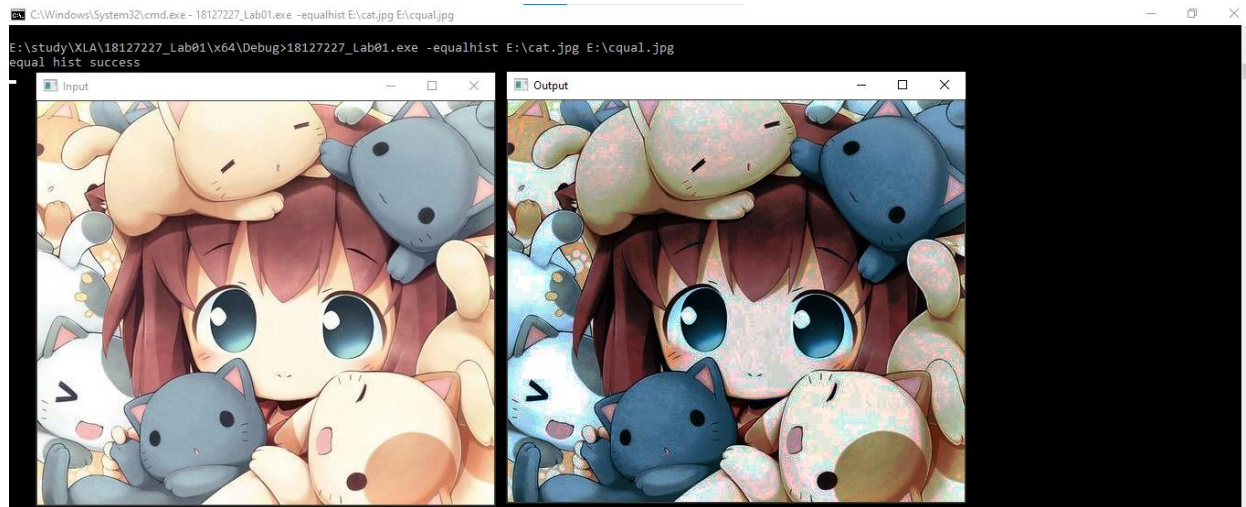 C:\Windows\System32\cmd.exe - 18127227_Lab01.exe -equalhist E:\cat.jpg E:\cqual.jpg
E:\study\XLA\18127227_Lab01\x64\Debug>18127227_Lab01.exe -equalhist E:\cat.jpg E:\cqual.jpg
equal hist success
Input
Output